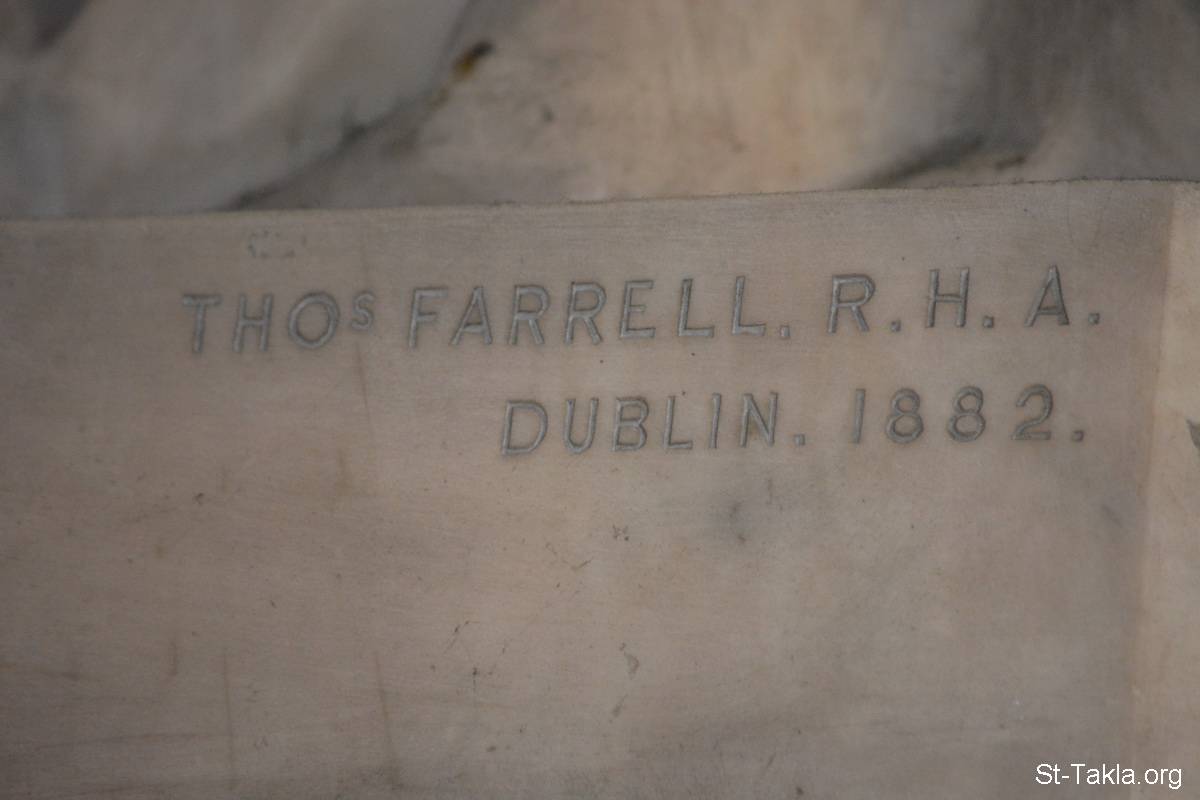 THOS FARRELL. R.H.A.
DUBLIN. 1882.
St-Takla.org